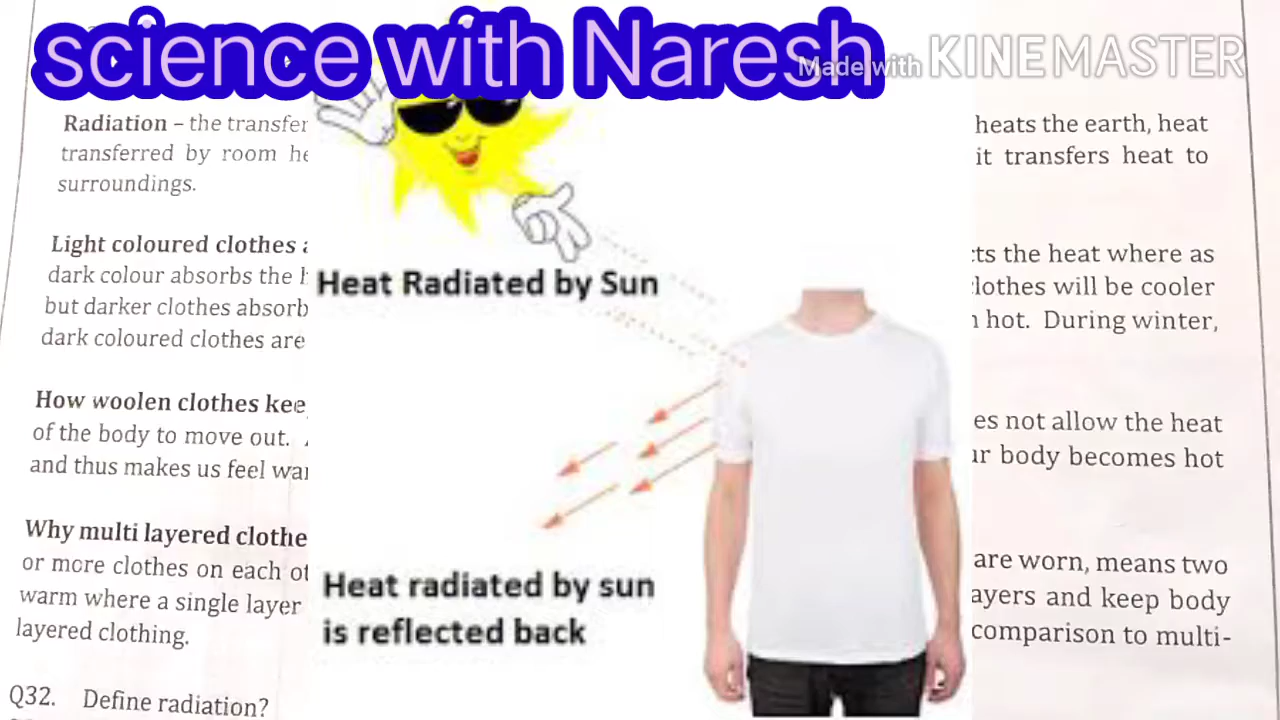 science with Naresh
Made with KINEMASTER
Radiation – the transfer
transferred by room he
surroundings.
Light coloured clothes a
dark colour absorbs the h
but darker clothes absorb
dark coloured clothes are
How woolen clothes kee
of the body to move out.
and thus makes us feel war
Why multi layered clothe
or more clothes on each ot
warm where a single layer
layered clothing.
Q32. Define radiation?
Heat Radiated by Sun
Heat radiated by sun
is reflected back
heats the earth, heat
it transfers heat to
cts the heat where as
clothes will be cooler
hot. During winter,
es not allow the heat
ur body becomes hot
are worn, means two
ayers and keep body
comparison to multi-